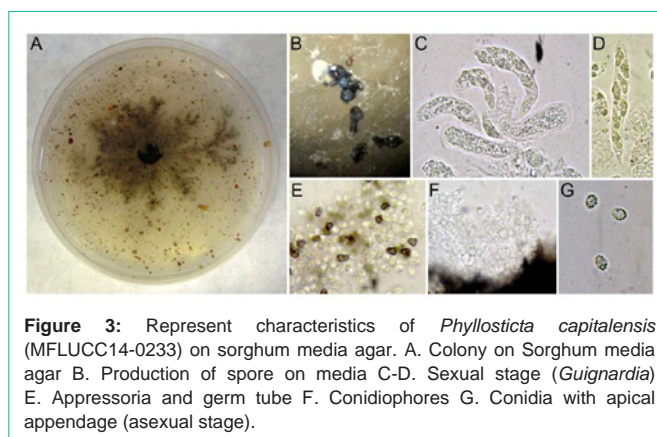 A
B
C
D
E
F
G
Figure 3: Represent characteristics of Phyllosticta capitalensis
(MFLUCC14-0233) on sorghum media agar. A. Colony on Sorghum media
agar B. Production of spore on media C-D. Sexual stage (Guignardia)
E. Appressoria and germ tube F. Conidiophores G. Conidia with apical
appendage (asexual stage).